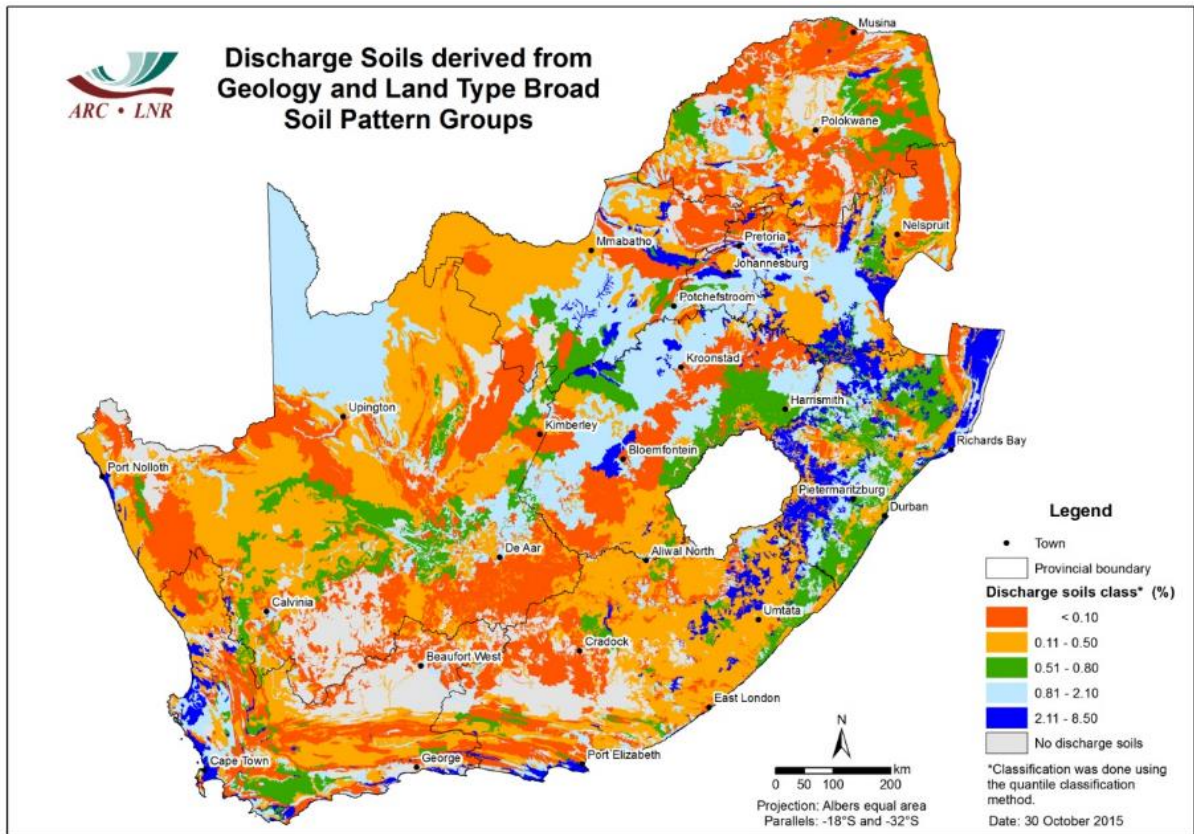 ARC • LNR
Discharge Soils derived from
Geology and Land Type Broad
Soil Pattern Groups
Musina
Polokwane
Nelspruit
Mmabatho
Pretoria
Johannesburg
Potchefstroom
Kroonstad
Harrismith
Upington
Kimberley
Bloemfontein
Richards Bay
Port Nolloth
Pietermaritzburg
Durban
De Aar
Aliwal North
Calvinia
Umtata
Cradock
Beaufort West
East London
Cape Town
George
Port Elizabeth
Legend
Town
Provincial boundary
Discharge soils class* (%)
< 0.10
0.11 - 0.50
0.51 - 0.80
0.81 - 2.10
2.11 - 8.50
No discharge soils
*Classification was done using
the quantile classification
method.
Date: 30 October 2015
N
km
0 50 100 200
Projection: Albers equal area
Parallels: -18°S and -32°S